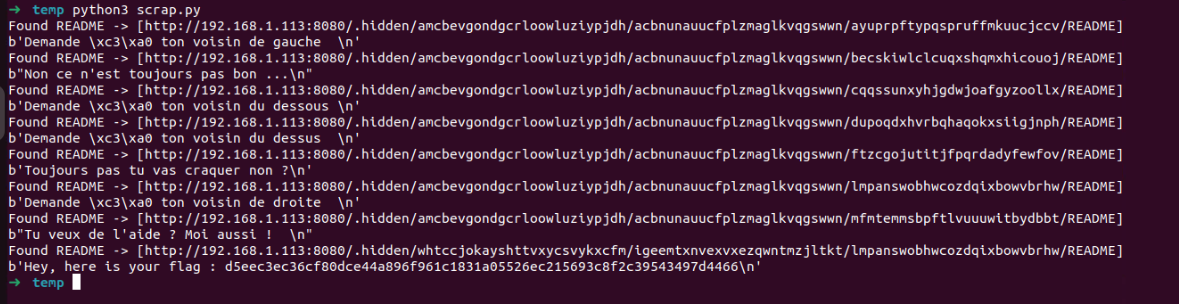 ➜ temp python3 scrap.py
Found README -> [http://192.168.1.113:8080/.hidden/amcbevgondgcrloowluziypjdh/acbnunauucfplzmaglkvqgswwn/ayuprpftypqspruffmkuucjccv/README]
b'Demande \xc3\xa0 ton voisin de gauche  \n'
Found README -> [http://192.168.1.113:8080/.hidden/amcbevgondgcrloowluziypjdh/acbnunauucfplzmaglkvqgswwn/becskiwlclcuqxshqmxhicouoj/README]
b"Non ce n'est toujours pas bon ...\n"
Found README -> [http://192.168.1.113:8080/.hidden/amcbevgondgcrloowluziypjdh/acbnunauucfplzmaglkvqgswwn/cqqssunxyhjgdwjoafgyzoollx/README]
b'Demande \xc3\xa0 ton voisin du dessous \n'
Found README -> [http://192.168.1.113:8080/.hidden/amcbevgondgcrloowluziypjdh/acbnunauucfplzmaglkvqgswwn/dupoqdxhvrbqhaqokxsiigjnph/README]
b'Demande \xc3\xa0 ton voisin du dessus  \n'
Found README -> [http://192.168.1.113:8080/.hidden/amcbevgondgcrloowluziypjdh/acbnunauucfplzmaglkvqgswwn/ftzcgojutitjfpqrdadyfewfov/README]
b'Toujours pas tu vas craquer non ?\n'
Found README -> [http://192.168.1.113:8080/.hidden/amcbevgondgcrloowluziypjdh/acbnunauucfplzmaglkvqgswwn/lmpanswobhwcozdqixbowvbrhw/README]
b'Demande \xc3\xa0 ton voisin de droite  \n'
Found README -> [http://192.168.1.113:8080/.hidden/amcbevgondgcrloowluziypjdh/acbnunauucfplzmaglkvqgswwn/mfmtemmsbpftlvuuuwitbydbbt/README]
b"Tu veux de l'aide ? Moi aussi !  \n"
Found README -> [http://192.168.1.113:8080/.hidden/whtccjokayshttvxycsvykxcfm/igeemtxnvexvxezqwntmzjltkt/lmpanswobhwcozdqixbowvbrhw/README]
b'Hey, here is your flag : d5eec3ec36cf80dce44a896f961c1831a05526ec215693c8f2c39543497d4466\n'
➜ temp